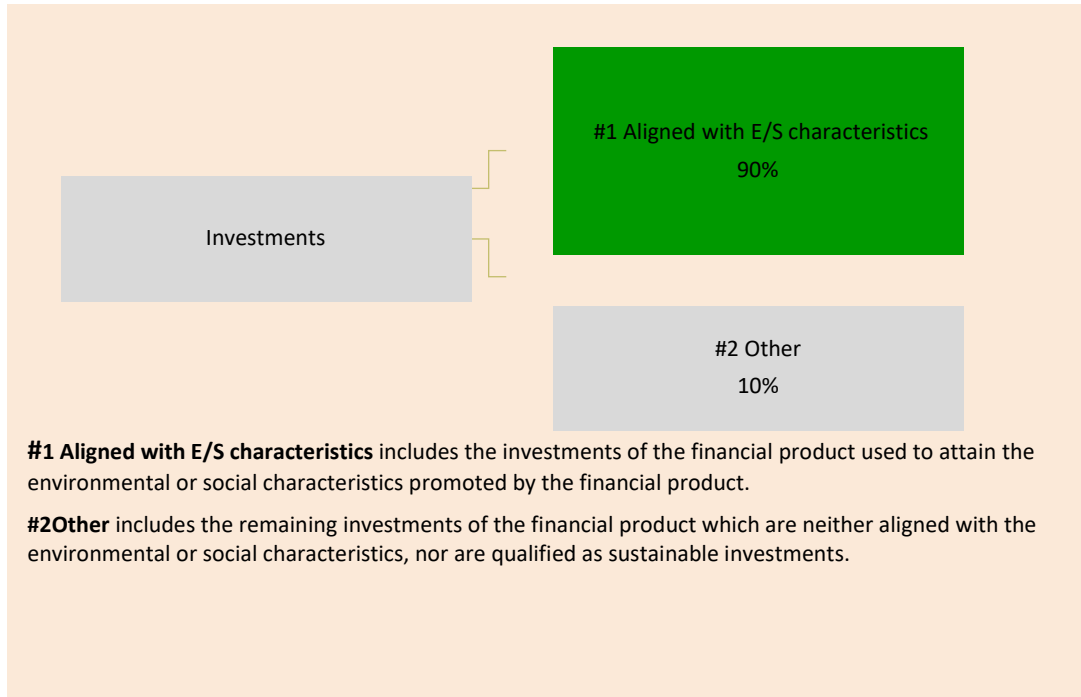 #1 Aligned with E/S characteristics
90%
Investments
#2 Other
10%
#1 Aligned with E/S characteristics includes the investments of the financial product used to attain the
environmental or social characteristics promoted by the financial product.
#2Other includes the remaining investments of the financial product which are neither aligned with the
environmental or social characteristics, nor are qualified as sustainable investments.